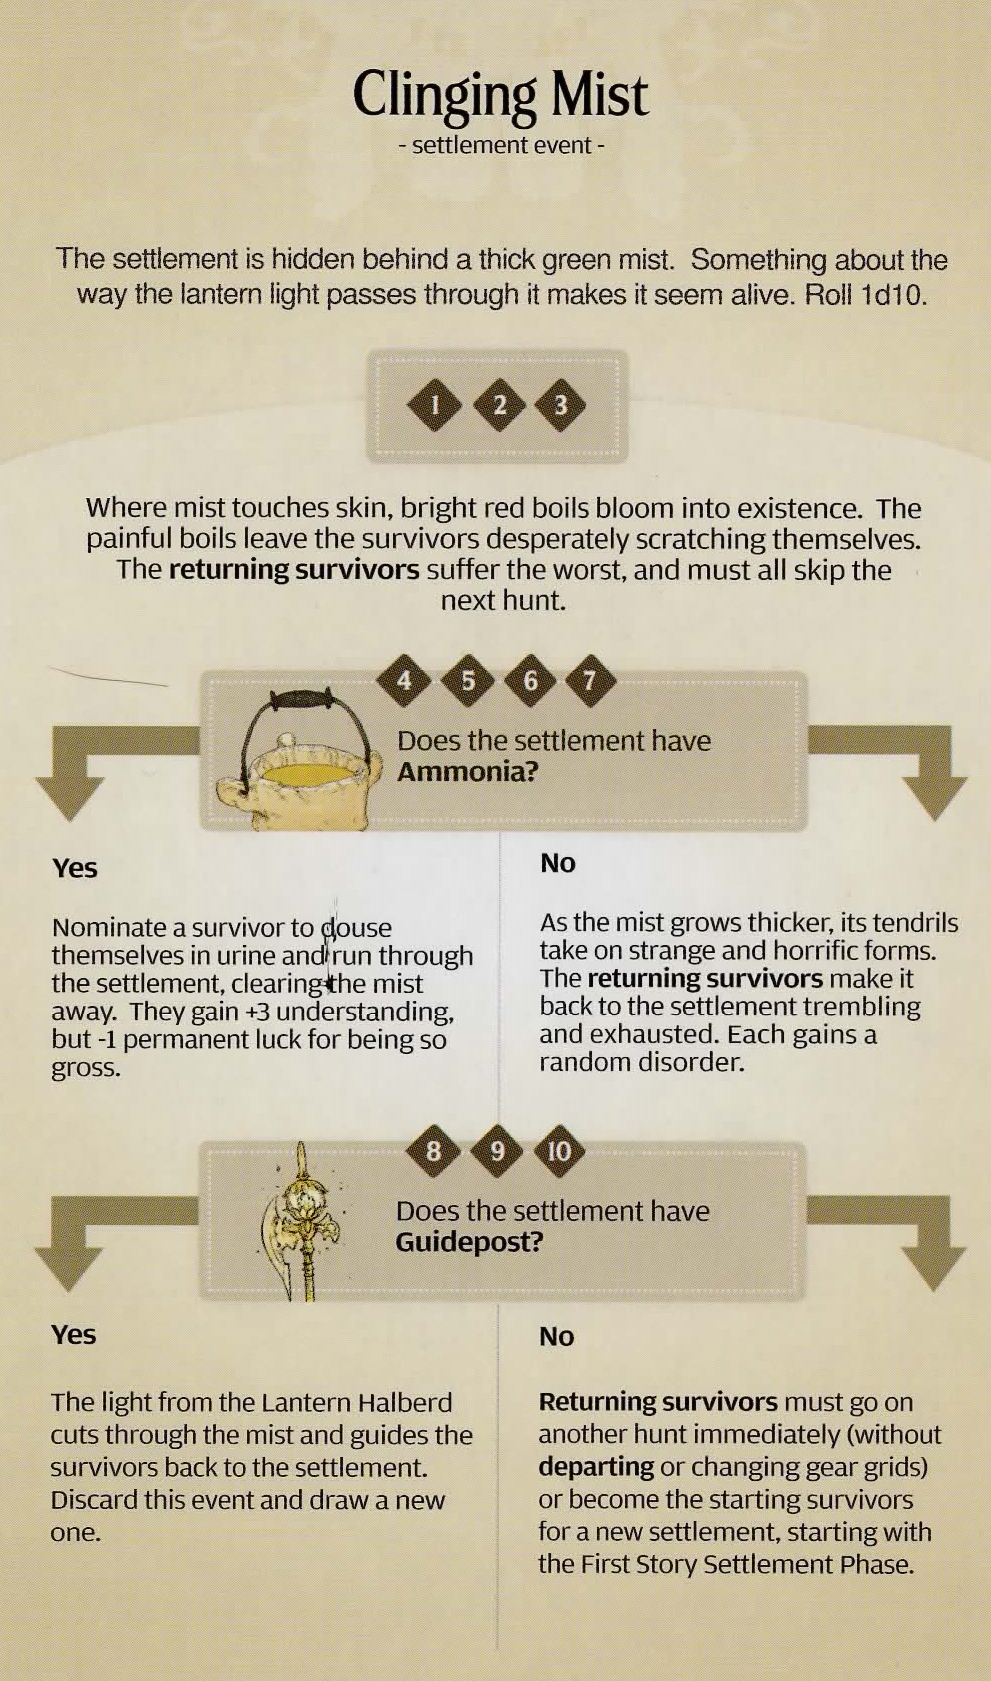 Clinging Mist
- settlement event -
The settlement is hidden behind a thick green mist. Something about the
way the lantern light passes through it makes it seem alive. Roll 1d10.
1 2 3
Where mist touches skin, bright red boils bloom into existence. The
painful boils leave the survivors desperately scratching themselves.
The returning survivors suffer the worst, and must all skip the
next hunt.
4 5 6 7
Does the settlement have
Ammonia?
Yes
Nominate a survivor to douse
themselves in urine and run through
the settlement, clearing the mist
away. They gain +3 understanding,
but -1 permanent luck for being so
gross.
No
As the mist grows thicker, its tendrils
take on strange and horrific forms.
The returning survivors make it
back to the settlement trembling
and exhausted. Each gains a
random disorder.
8 9 10
Does the settlement have
Guidepost?
Yes
The light from the Lantern Halberd
cuts through the mist and guides the
survivors back to the settlement.
Discard this event and draw a new
one.
No
Returning survivors must go on
another hunt immediately (without
departing or changing gear grids)
or become the starting survivors
for a new settlement, starting with
the First Story Settlement Phase.